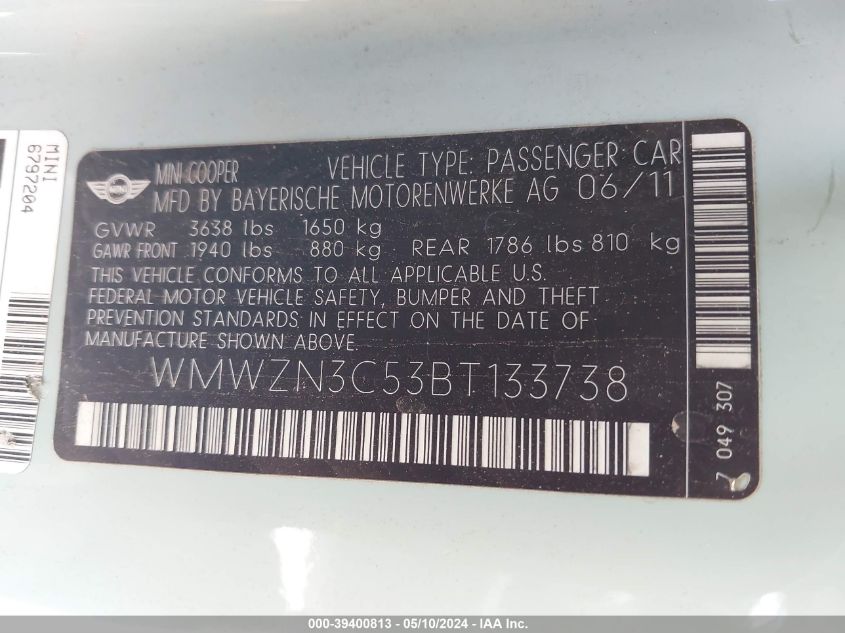 MINI
6797204
MINI
MINI COOPER VEHICLE TYPE: PASSENGER CAR
MFD BY BAYERISCHE MOTORENWERKE AG 06/11
GVWR 3638 lbs 1650 kg
GAWR FRONT 1940 lbs 880 kg REAR 1786 lbs 810 kg
THIS VEHICLE CONFORMS TO ALL APPLICABLE U.S.
FEDERAL MOTOR VEHICLE SAFETY, BUMPER AND THEFT
PREVENTION STANDARDS IN EFFECT ON THE DATE OF
MANUFACTURE SHOWN ABOVE.
WMWZN3C53BT133738
7 049 307
000-39400813 - 05/10/2024 - IAA Inc.